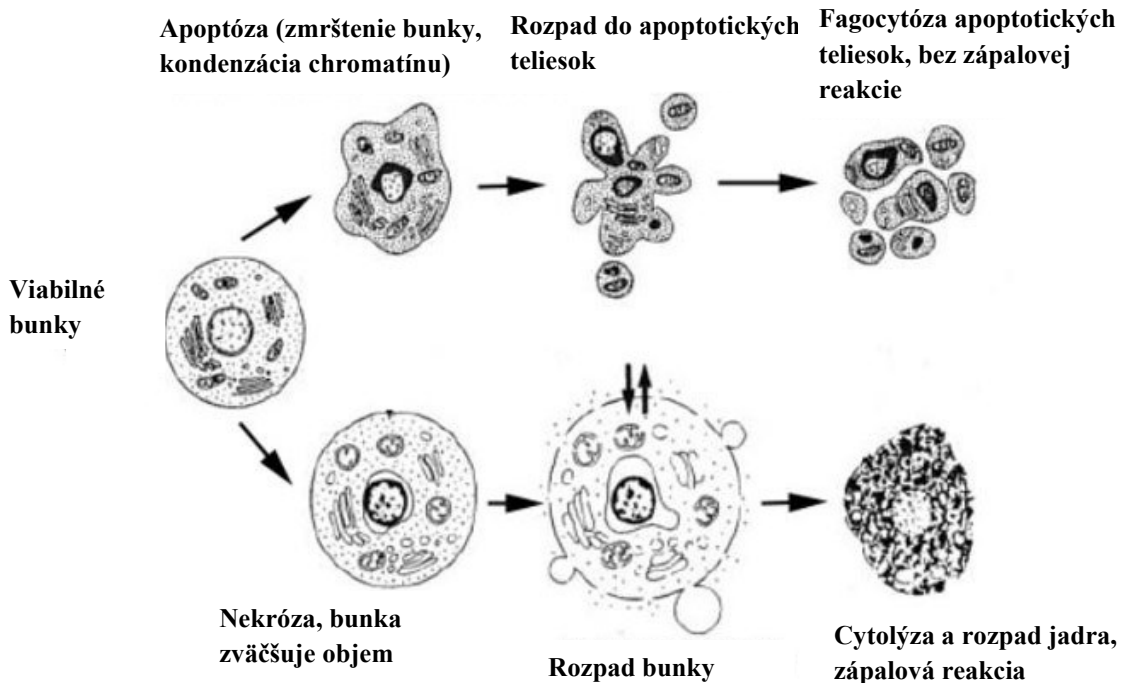 Apoptóza (zmrštenie bunky,
kondenzácia chromatínu)
Rozpad do apoptotických
teliesok
Fagocytóza apoptotických
teliesok, bez zápalovej
reakcie
Viabilné
bunky
Nekróza, bunka
zväčšuje objem
Rozpad bunky
Cytolýza a rozpad jadra,
zápalová reakcia